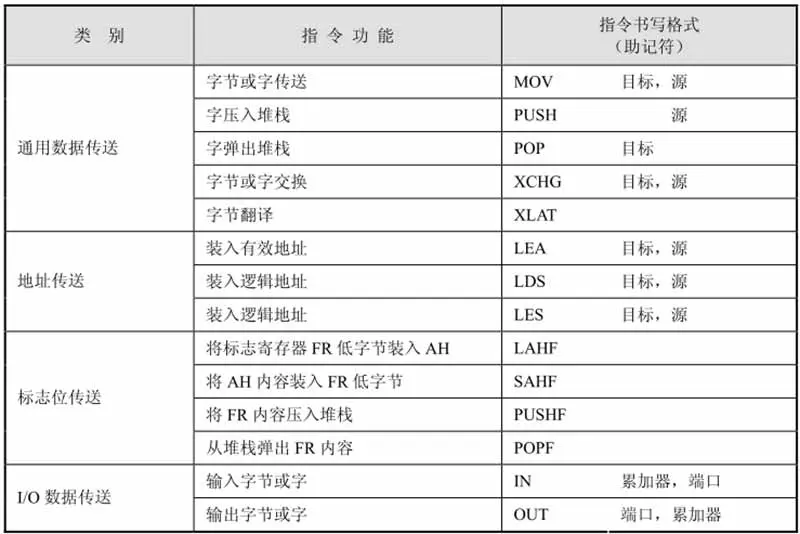 类 别 指 令 功 能 指令书写格式
（助记符）
通用数据传送 字节或字传送 MOV 目标，源
字压入堆栈 PUSH 源
字弹出堆栈 POP 目标
字节或字交换 XCHG 目标，源
字节翻译 XLAT
地址传送 装入有效地址 LEA 目标，源
装入逻辑地址 LDS 目标，源
装入逻辑地址 LES 目标，源
标志位传送 将标志寄存器 FR 低字节装入 AH LAHF
将 AH 内容装入 FR 低字节 SAHF
将 FR 内容压入堆栈 PUSHF
从堆栈弹出 FR 内容 POPF
I/O 数据传送 输入字节或字 IN 累加器，端口
输出字节或字 OUT 端口，累加器